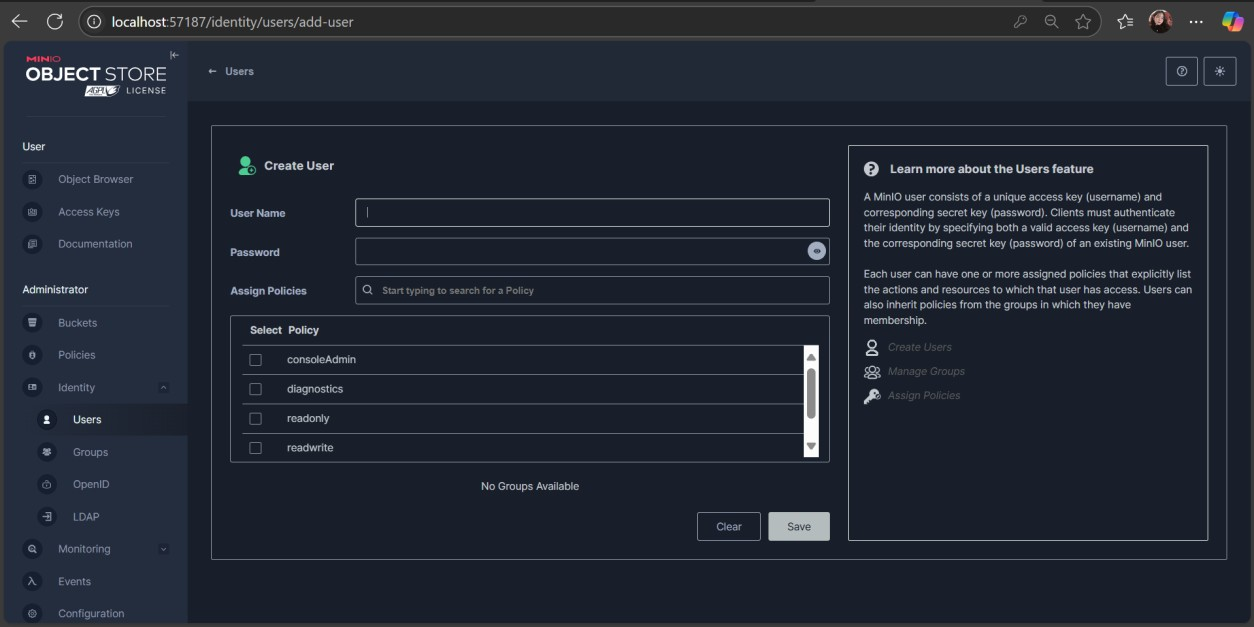 localhost:57187/identity/users/add-user
MINIO
OBJECT STORE
AGPL v3 LICENSE
← Users
User
Object Browser
Access Keys
Documentation
Administrator
Buckets
Policies
Identity
Users
Groups
OpenID
LDAP
Monitoring
Events
Configuration
Create User
User Name
Password
Assign Policies
Start typing to search for a Policy
Select Policy
consoleAdmin
diagnostics
readonly
readwrite
No Groups Available
Clear
Save
Learn more about the Users feature
A MinIO user consists of a unique access key (username) and
corresponding secret key (password). Clients must authenticate
their identity by specifying both a valid access key (username) and
the corresponding secret key (password) of an existing MinIO user.
Each user can have one or more assigned policies that explicitly list
the actions and resources to which that user has access. Users can
also inherit policies from the groups in which they have
membership.
Create Users
Manage Groups
Assign Policies